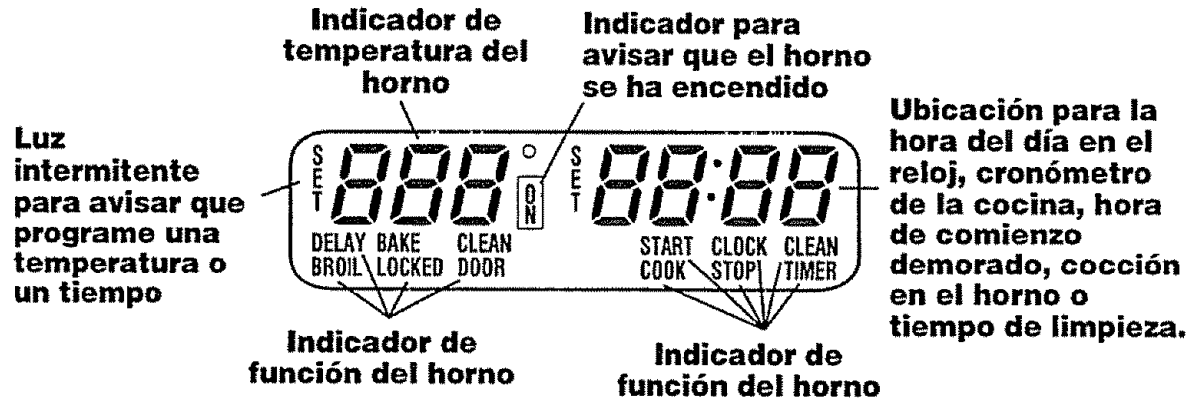 Indicador de
temperatura del
horno
Indicador para
avisar que el horno
se ha encendido
Luz
intermitente
para avisar que
programe una
temperatura o
un tiempo
SET
888°
ON
SET
88:88
DELAY BAKE CLEAN
BROIL LOCKED DOOR
START CLOCK CLEAN
COOK STOP TIMER
Ubicación para la
hora del día en el
reloj, cronómetro
de la cocina, hora
de comienzo
demorado, cocción
en el horno o
tiempo de limpieza.
Indicador de
función del horno
Indicador de
función del horno